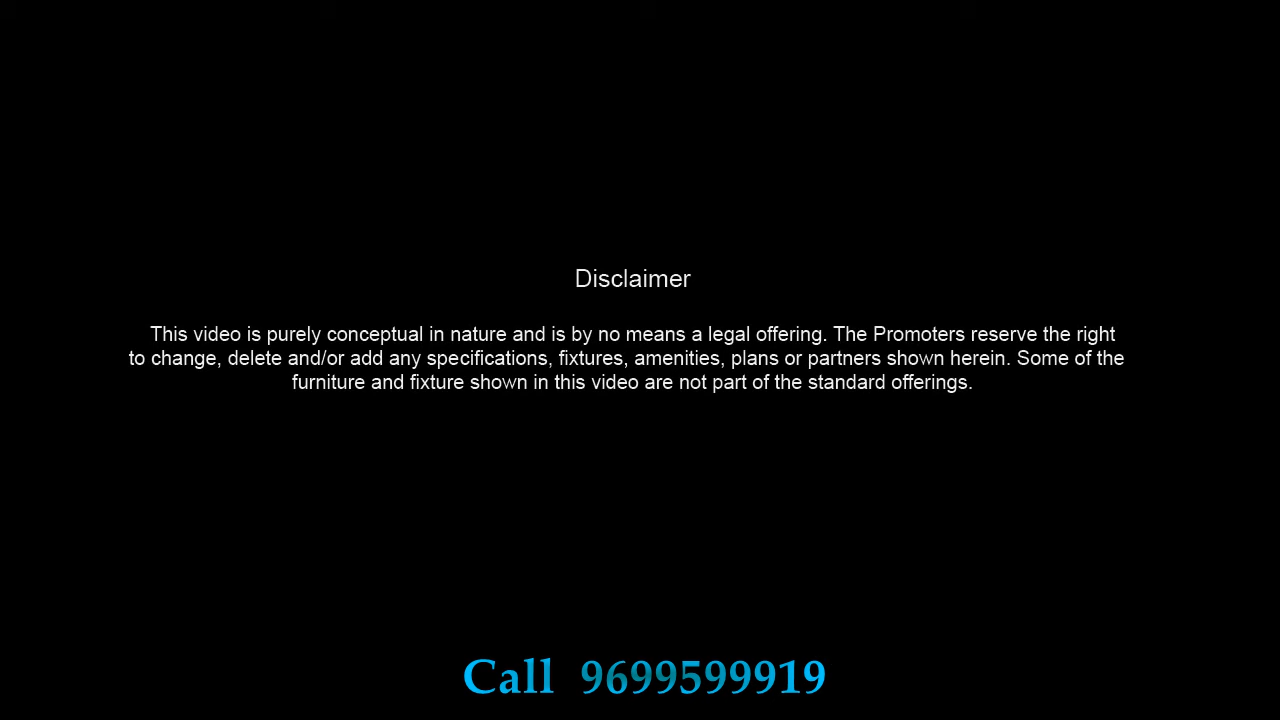 Disclaimer
This video is purely conceptual in nature and is by no means a legal offering. The Promoters reserve the right
to change, delete and/or add any specifications, fixtures, amenities, plans or partners shown herein. Some of the
furniture and fixture shown in this video are not part of the standard offerings.
Call 9699599919